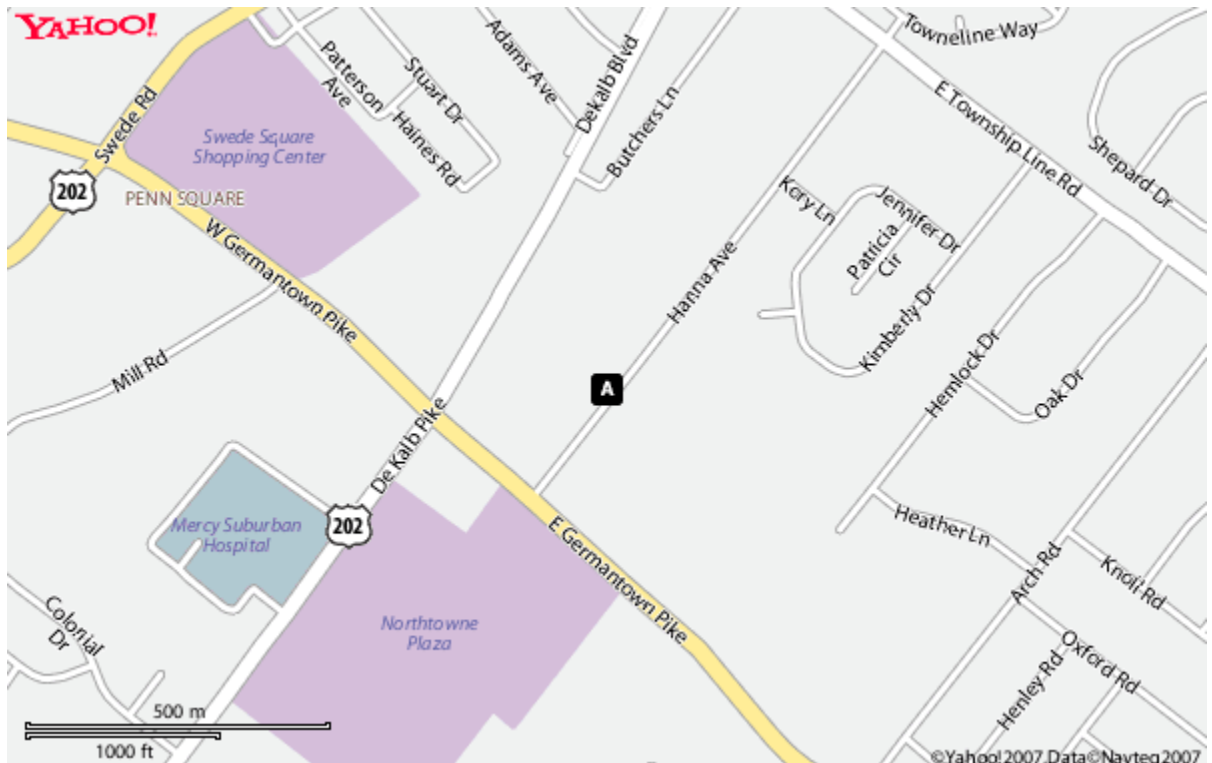 YAHOO!
Towneline Way
Adams Ave
Dekalb Blvd
Patterson
Ave
Stuart Dr
Swede Rd
E Township Line Rd
Butchers Ln
Haines Rd
Swede Square
Shopping Center
Shepard Dr
202
PENN SQUARE
Kory Ln
Jennifer Dr
Patricia
Cir
W Germantown Pike
Hanna Ave
Kimberly Dr
Mill Rd
A
Hemlock Dr
Oak Dr
De Kalb Pike
Mercy Suburban
Hospital
202
Heather Ln
E Germantown Pike
Arch Rd
Knoll Rd
Colonial
Dr
Northtowne
Plaza
Oxford Rd
Henley Rd
500 m
1000 ft
©Yahoo!2007,Data©Navteq2007